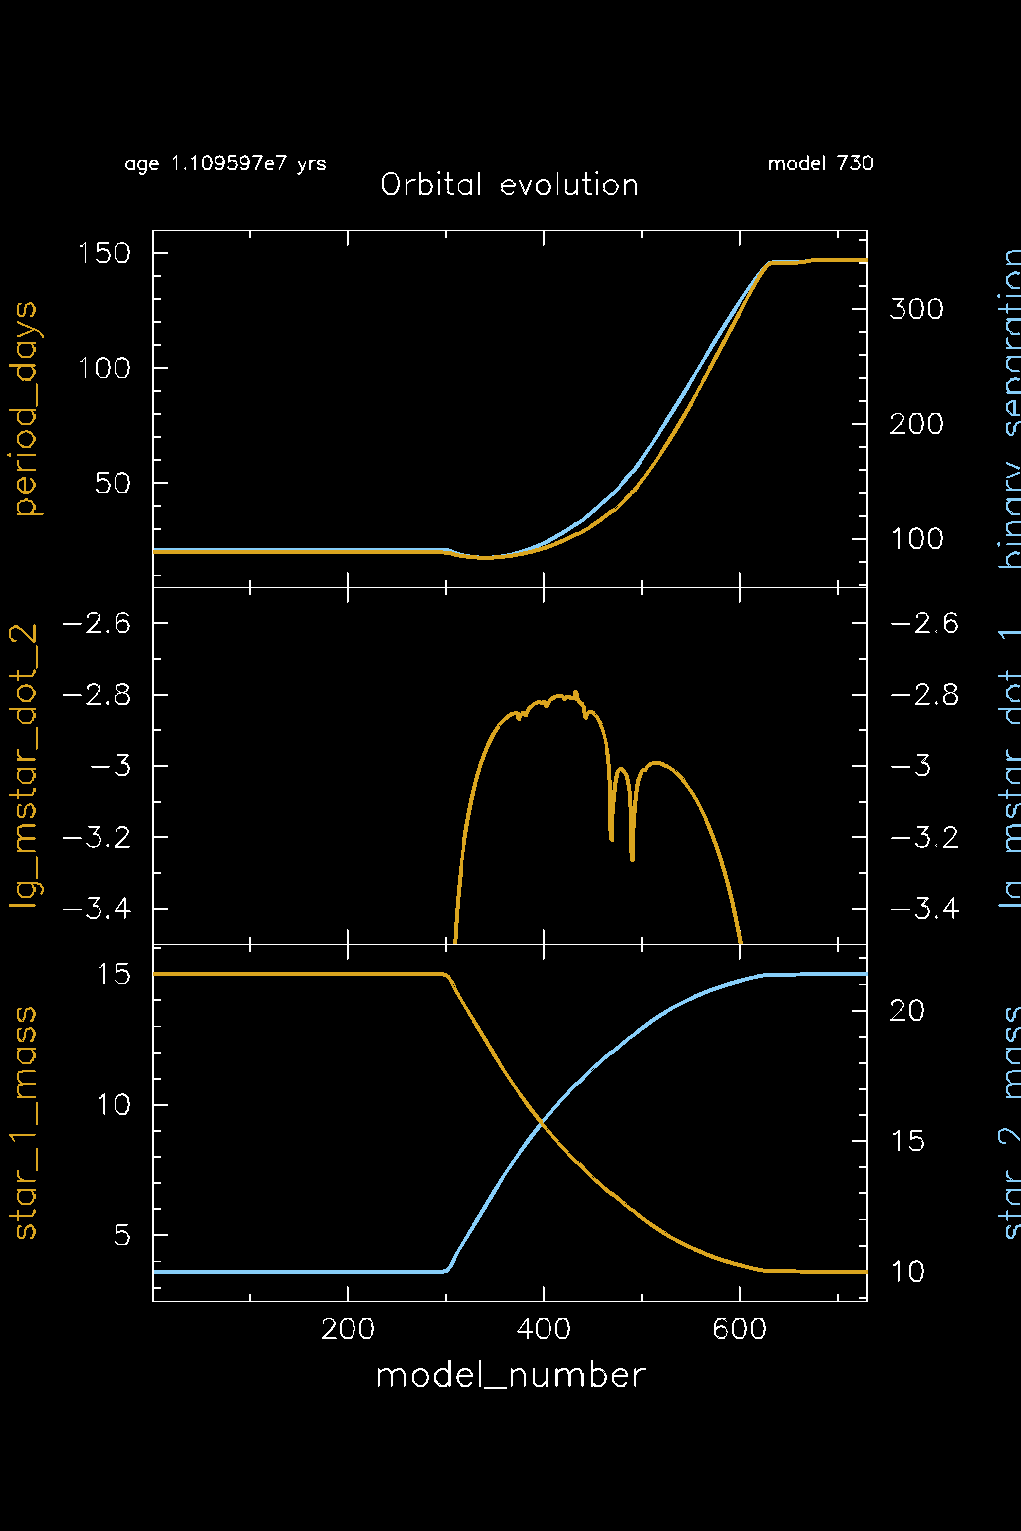 age 1.109597e7 yrs
model 730
Orbital evolution
period_days
150
100
50
300
200
100
binary separation
lg_mstar_dot_2
-2.6
-2.8
-3
-3.2
-3.4
-2.6
-2.8
-3
-3.2
-3.4
lg_mstar_dot_1
star_1_mass
15
10
5
20
15
10
star_2_mass
200
400
600
model_number